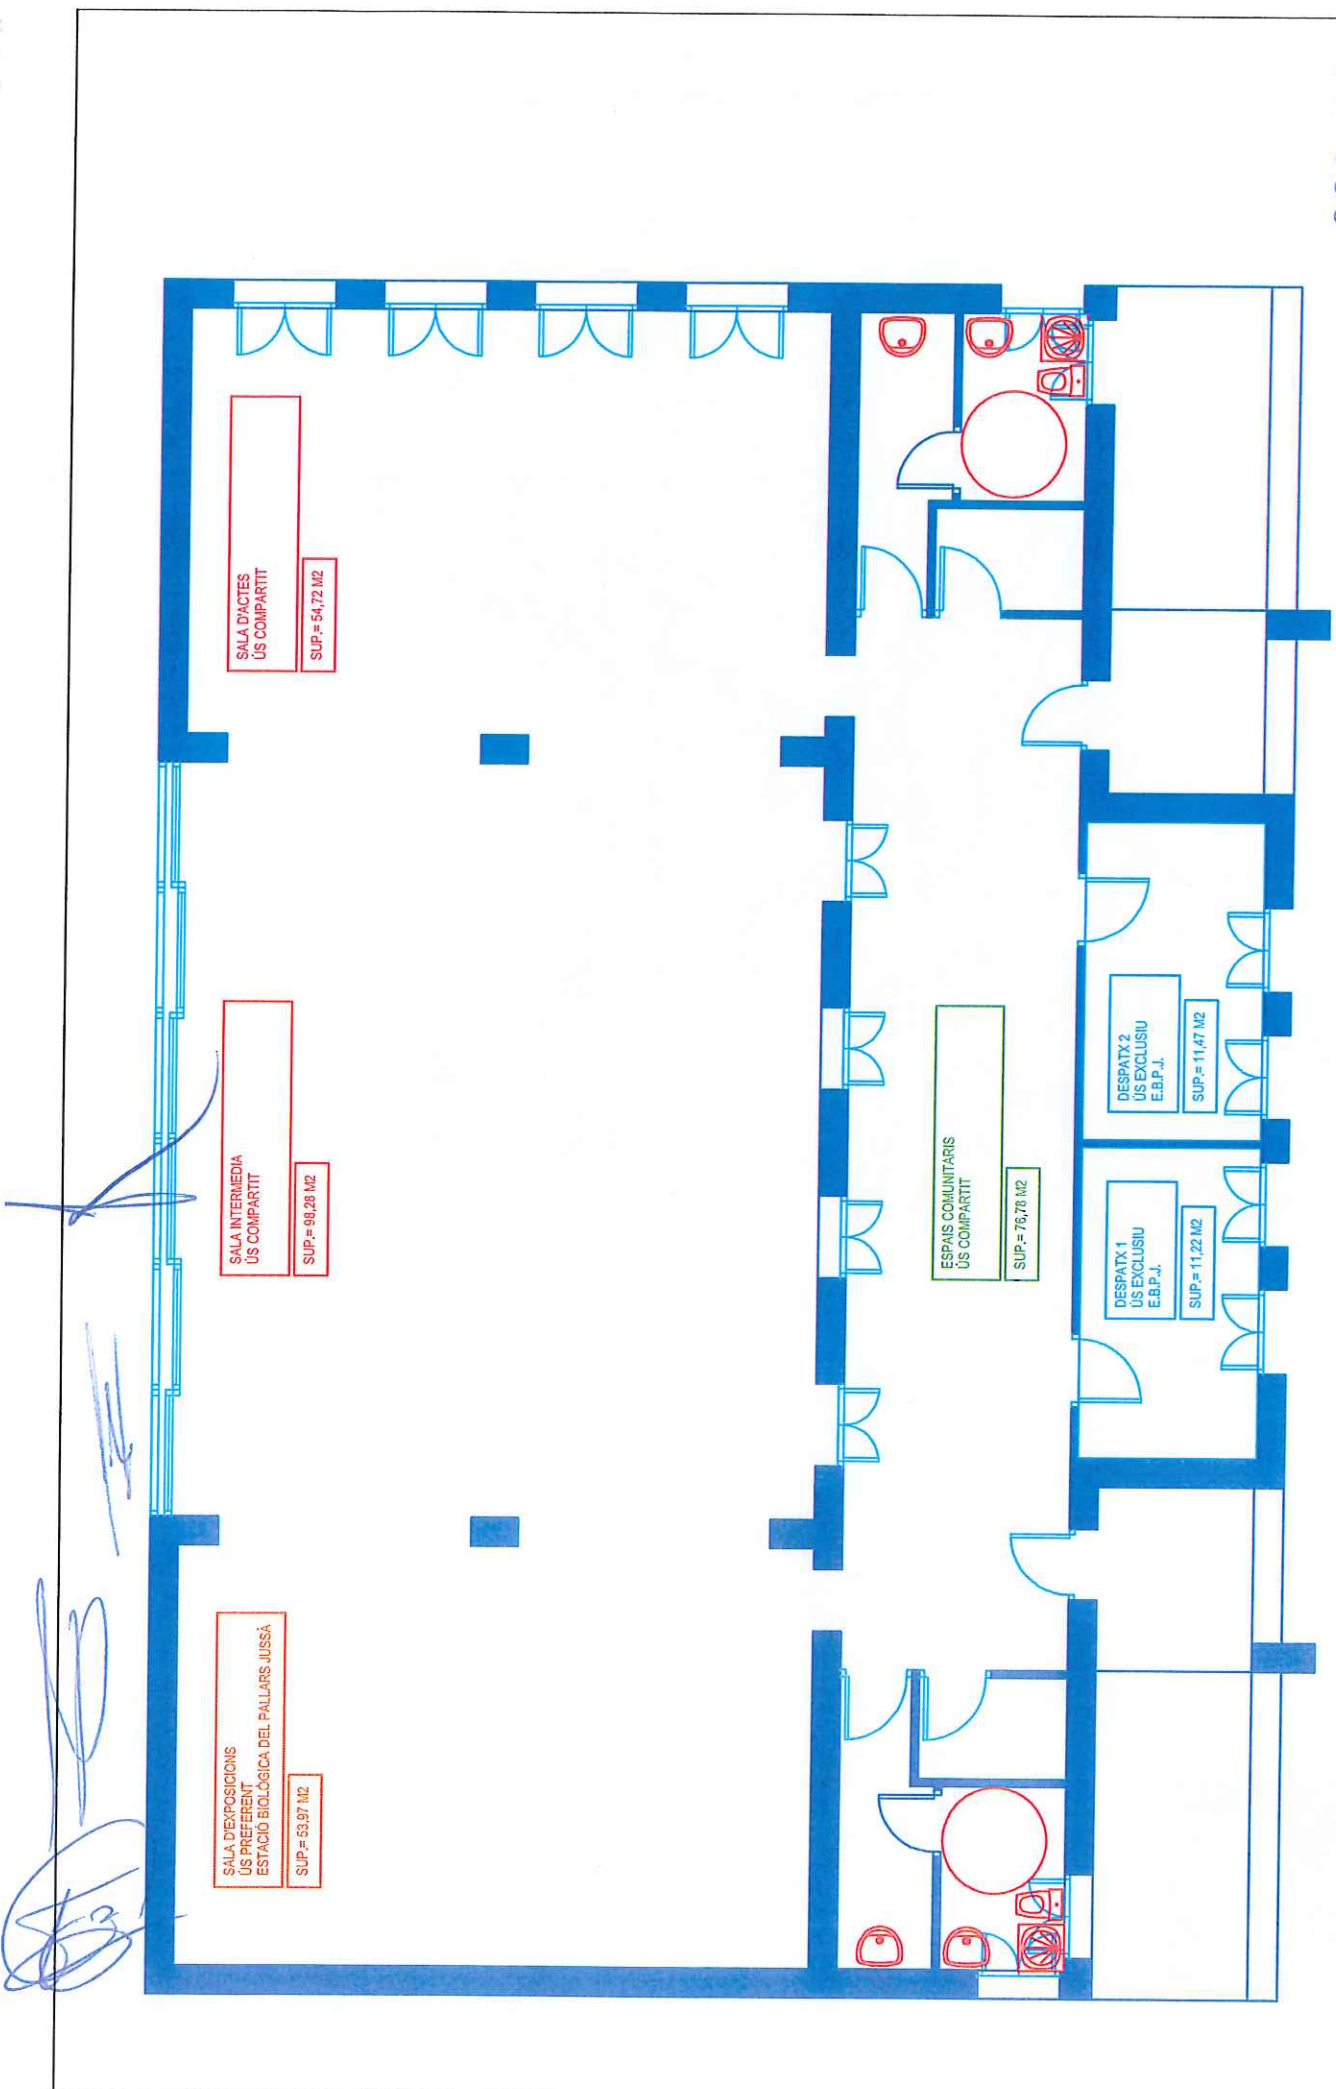 SALA D'EXPOSICIONS
ÚS PREFERENT
ESTACIÓ BIOLÒGICA DEL PALLARS JUSSÀ
SUP.= 53,97 M2
SALA INTERMEDIA
ÚS COMPARTIT
SUP.= 98,28 M2
SALA D'ACTES
ÚS COMPARTIT
SUP.= 54,72 M2
ESPAIS COMUNITARIS
ÚS COMPARTIT
SUP.= 76,78 M2
DESPATX 1
ÚS EXCLUSIU
E.B.P.J.
SUP.= 11,22 M2
DESPATX 2
ÚS EXCLUSIU
E.B.P.J.
SUP.= 11,47 M2